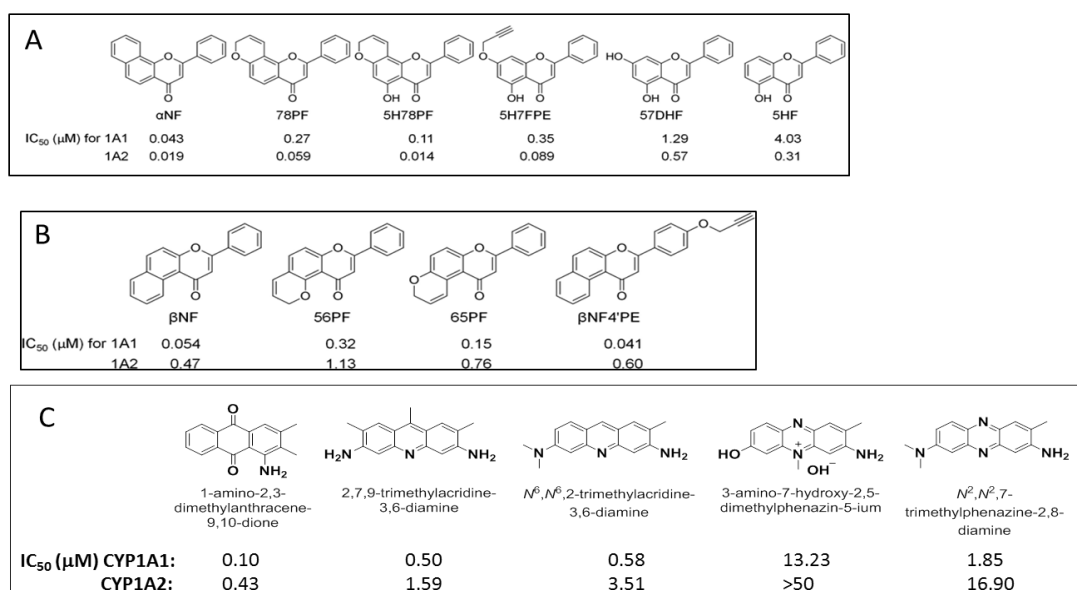 A
O
O
O
O
O
O
O
O
HO
O
O
O
O
OH
O
OH
O
OH
O
OH
O
αNF
78PF
5H78PF
5H7FPE
57DHF
5HF
IC50 (μM) for 1A1
0.043
0.27
0.11
0.35
1.29
4.03
1A2
0.019
0.059
0.014
0.089
0.57
0.31
B
O
O
O
O
O
O
O
O
O
O
O
βNF
56PF
65PF
βNF4'PE
IC50 (μM) for 1A1
0.054
0.32
0.15
0.041
1A2
0.47
1.13
0.76
0.60
C
O
O
NH2
NH2
N
NH2
N
N
NH2
HO
N
N
+
OH−
NH2
N
N
N
NH2
1-amino-2,3-
dimethylanthracene-
9,10-dione
2,7,9-trimethylacridine-
3,6-diamine
N6,N6,2-trimethylacridine-
3,6-diamine
3-amino-7-hydroxy-2,5-
dimethylphenazin-5-ium
N2,N2,7-
trimethylphenazine-2,8-
diamine
IC50 (μM) CYP1A1:
0.10
0.50
0.58
13.23
1.85
CYP1A2:
0.43
1.59
3.51
>50
16.90